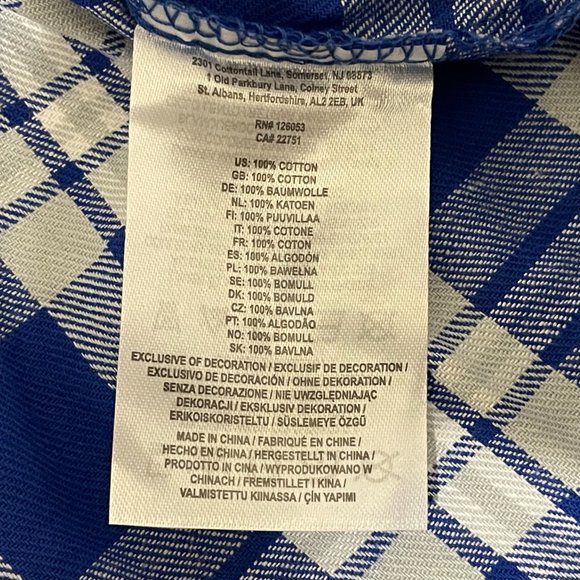 2301 Cottontail Lane, Somerset, NJ 08873
1 Old Parkbury Lane, Colney Street
St. Albans, Hertfordshire, AL2 2EB, UK
RN# 126053
CA# 22751
US: 100% COTTON
GB: 100% COTTON
DE: 100% BAUMWOLLE
NL: 100% KATOEN
FI: 100% PUUVILLAA
IT: 100% COTONE
FR: 100% COTON
ES: 100% ALGODÓN
PL: 100% BAWEŁNA
SE: 100% BOMULL
DK: 100% BOMULD
CZ: 100% BAVLNA
PT: 100% ALGODÃO
NO: 100% BOMULL
SK: 100% BAVLNA
EXCLUSIVE OF DECORATION / EXCLUSIF DE DECORATION /
EXCLUSIVO DE DECORACIÓN / OHNE DEKORATION /
SENZA DECORAZIONE / NIE UWZGLĘDNIAJĄC
DEKORACJI / EKSKLUSIV DEKORATION /
ERIKOISKORISTELU / SÜSLEMEYE ÖZGÜ
MADE IN CHINA / FABRIQUÉ EN CHINE /
HECHO EN CHINA / HERGESTELLT IN CHINA /
PRODOTTO IN CINA / WYPRODUKOWANO W
CHINACH / FREMSTILLET I KINA /
VALMISTETTU KIINASSA / ÇİN YAPIMI